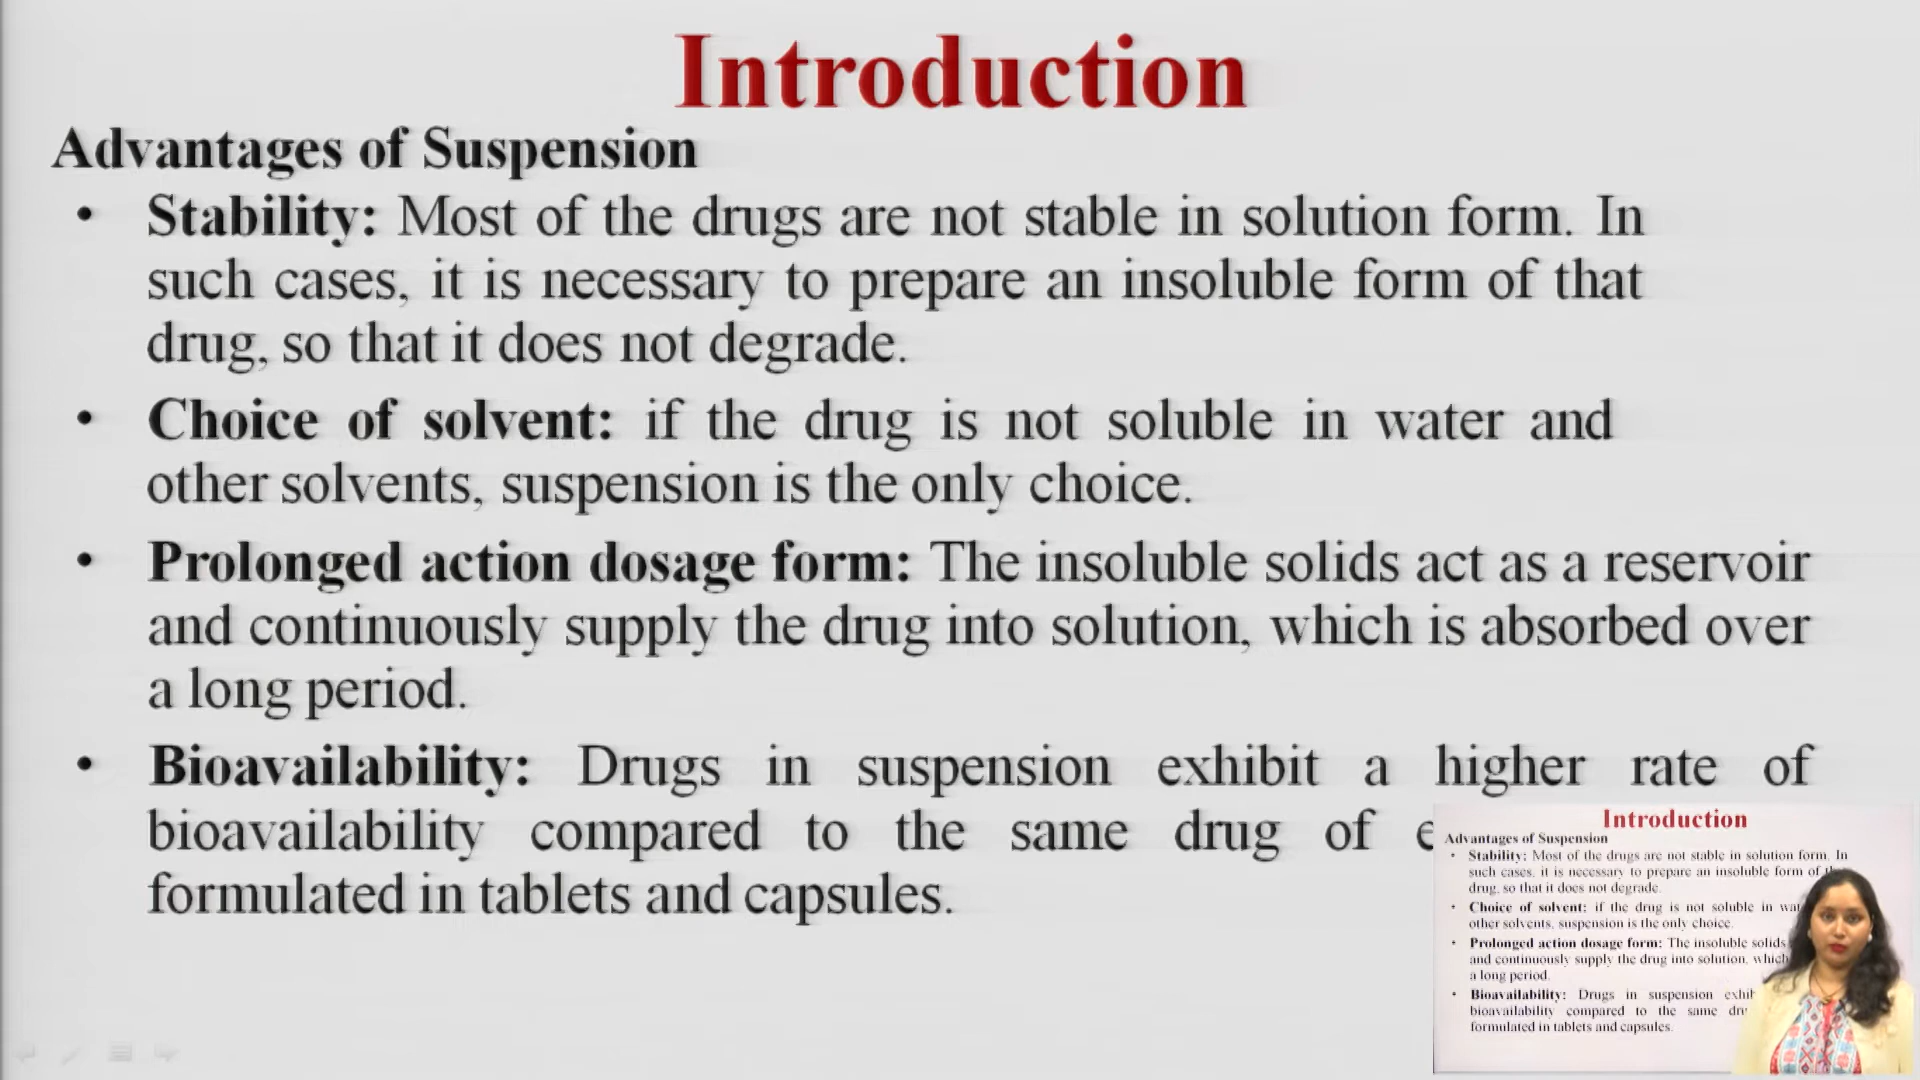 Introduction
Advantages of Suspension
• Stability: Most of the drugs are not stable in solution form. In
such cases, it is necessary to prepare an insoluble form of that
drug, so that it does not degrade.
• Choice of solvent: if the drug is not soluble in water and
other solvents, suspension is the only choice.
• Prolonged action dosage form: The insoluble solids act as a reservoir
and continuously supply the drug into solution, which is absorbed over
a long period.
• Bioavailability: Drugs in suspension exhibit a higher rate of
bioavailability compared to the same drug of
formulated in tablets and capsules.
Introduction
Advantages of Suspension
• Stability: Most of the drugs are not stable in solution form. In
such cases, it is necessary to prepare an insoluble form of
drug, so that it does not degrade.
• Choice of solvent: if the drug is not soluble in
other solvents, suspension is the only choice.
• Prolonged action dosage form: The insoluble solids
and continuously supply the drug into solution, which
a long period.
• Bioavailability: Drugs in suspension
bioavailability compared to the same
formulated in tablets and capsules.